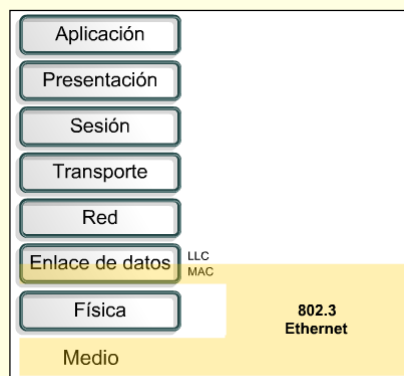 Aplicación
Presentación
Sesión
Transporte
Red
Enlace de datos
LLC
MAC
Física
802.3
Ethernet
Medio